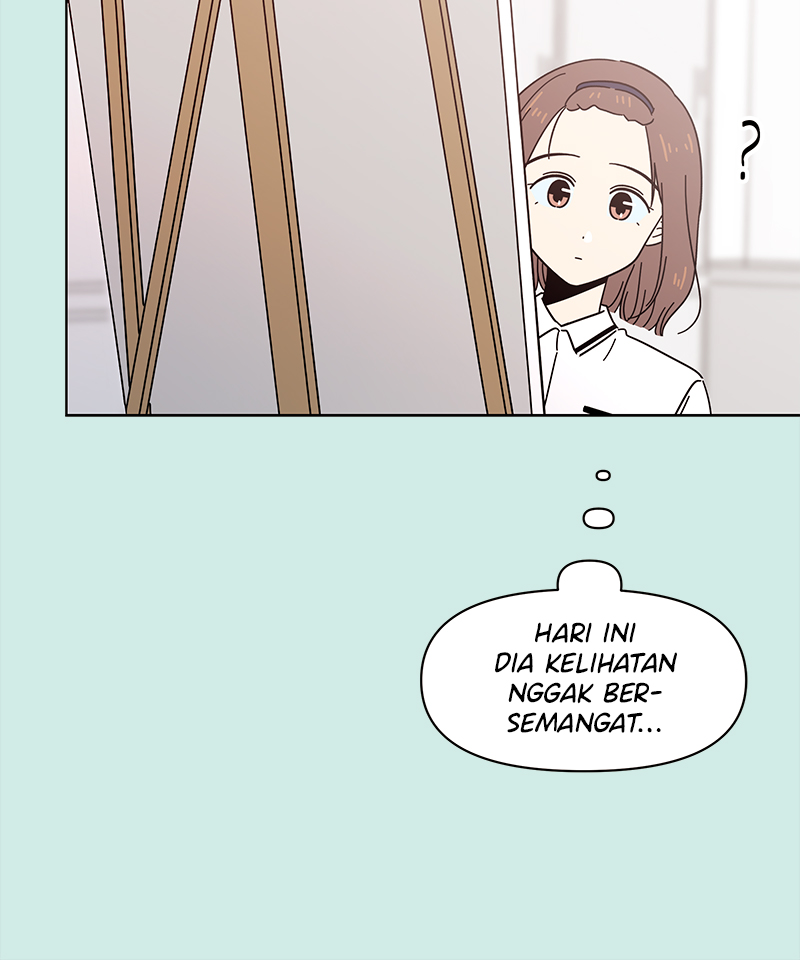 ?
HARI INI
DIA KELIHATAN
NGGAK BER-
SEMANGAT...